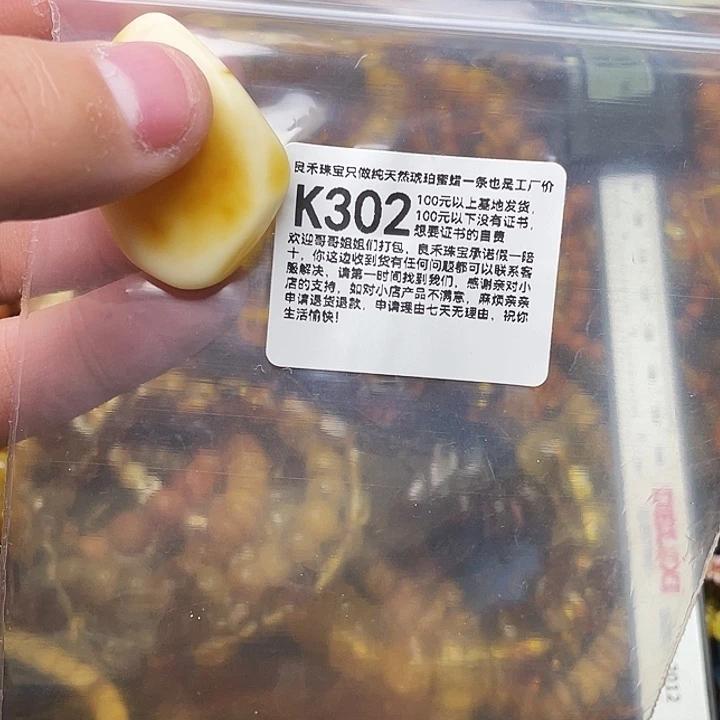 良禾珠宝只做纯天然琥珀蜜蜡一条也是工厂价
K302
100元以上基地发货，
100元以下没有证书，
想要证书的自费
欢迎哥哥姐姐们打包，良禾珠宝承诺假一赔
十，你这边收到货有任何问题都可以联系客
服解决、请第一时间找到我们，感谢亲对小
店的支持，如对小店产品不满意，麻烦亲亲
申请退货退款，申请理由七天无理由，祝你
生活愉快！